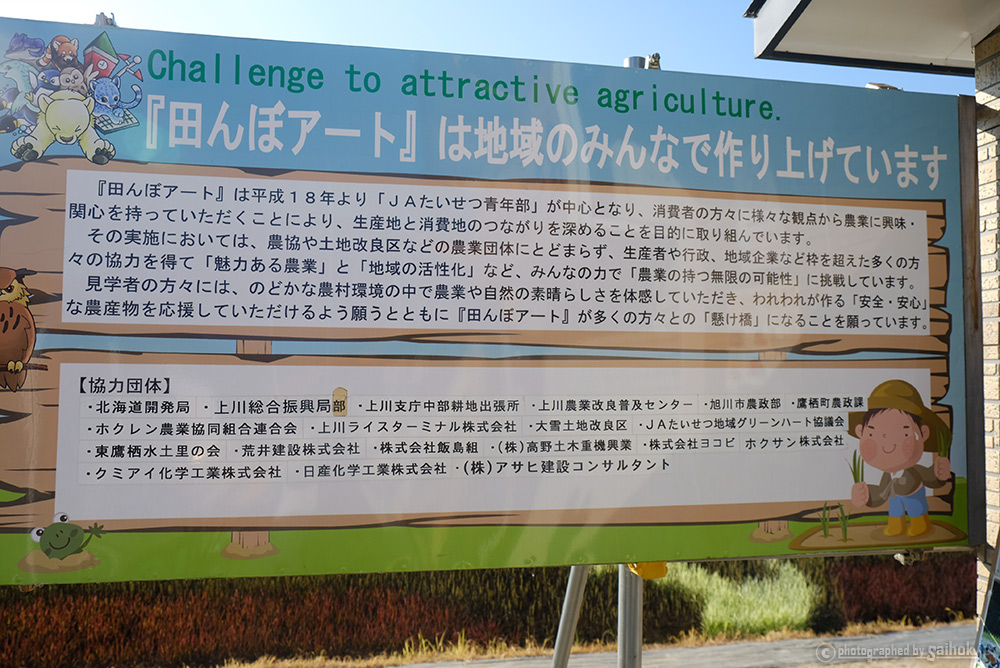 Challenge to attractive agriculture.
『田んぼアート』は地域のみんなで作り上げています
『田んぼアート』は平成18年より「JAたいせつ青年部」が中心となり、消費者の方々に様々な観点から農業に興味・
関心を持っていただくことにより、生産地と消費地のつながりを深めることを目的に取り組んでいます。
その実施においては、農協や土地改良区などの農業団体にとどまらず、生産者や行政、地域企業など枠を超えた多くの方
々の協力を得て「魅力ある農業」と「地域の活性化」など、みんなの力で「農業の持つ無限の可能性」に挑戦しています。
見学者の方々には、のどかな農村環境の中で農業や自然の素晴らしさを体感していただき、われわれが作る「安全・安心」
な農産物を応援していただけるよう願うとともに『田んぼアート』が多くの方々との「懸け橋」になることを願っています。
【協力団体】
・北海道開発局 ・上川総合振興局部 ・上川支庁中部耕地出張所 ・上川農業改良普及センター ・旭川市農政部 ・鷹栖町農政課
・ホクレン農業協同組合連合会 ・上川ライスターミナル株式会社 ・大雪土地改良区 ・JAたいせつ地域グリーンハート協議会
・東鷹栖水土里の会 ・荒井建設株式会社 ・株式会社飯島組 ・(株)高野土木重機興業 ・株式会社ヨコビ ホクサン株式会社
・クミアイ化学工業株式会社 ・日産化学工業株式会社 ・(株)アサヒ建設コンサルタント
photographed by saihok